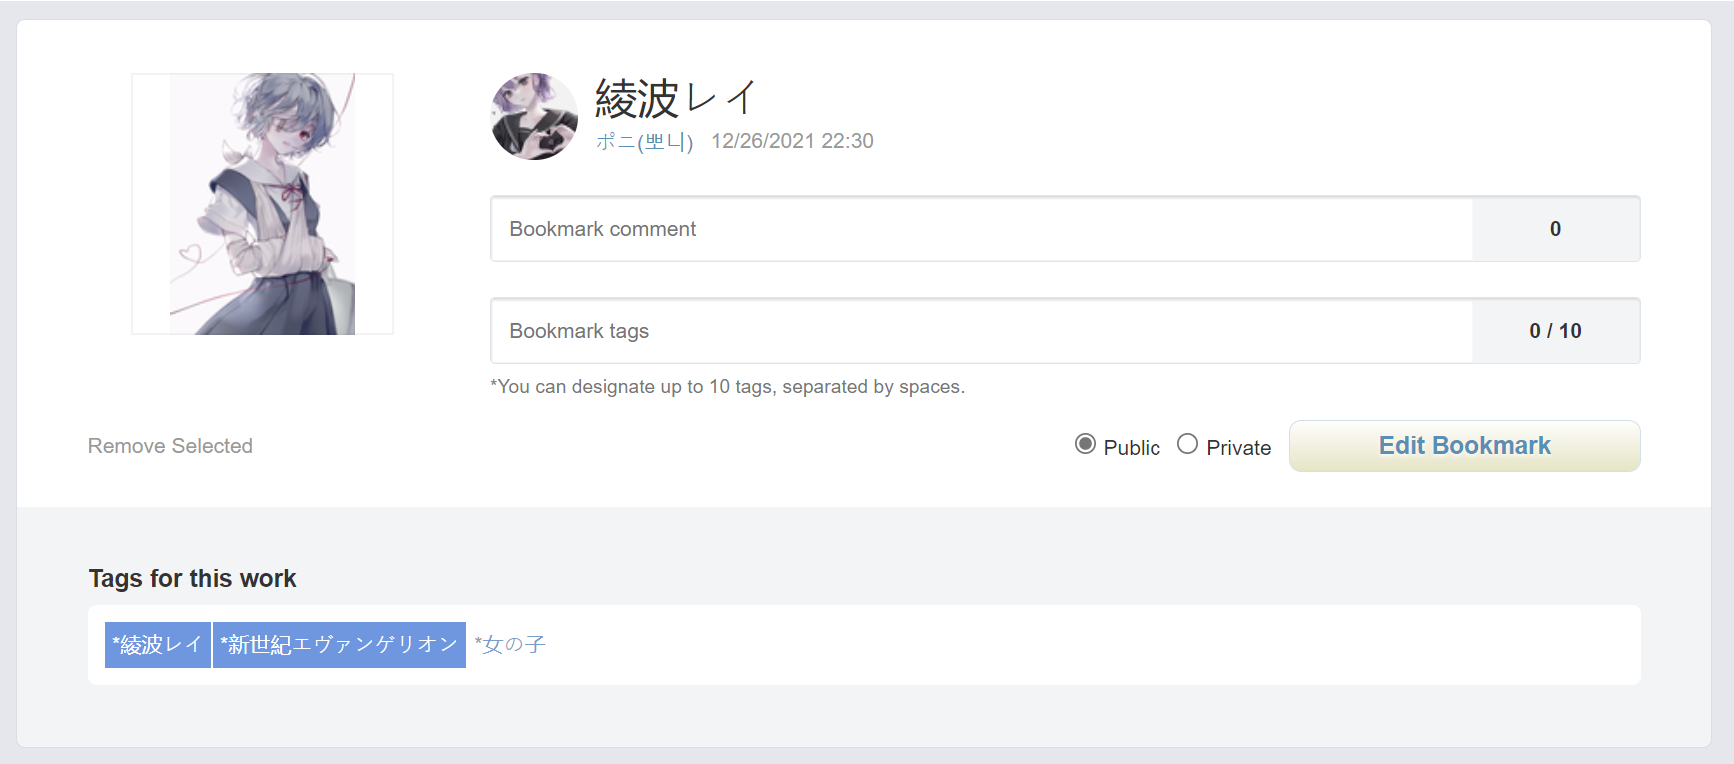 綾波レイ
ポニ(뽀니) 12/26/2021 22:30
Bookmark comment 0
Bookmark tags 0 / 10
*You can designate up to 10 tags, separated by spaces.
Remove Selected Public Private Edit Bookmark
Tags for this work
*綾波レイ *新世紀エヴァンゲリオン *女の子